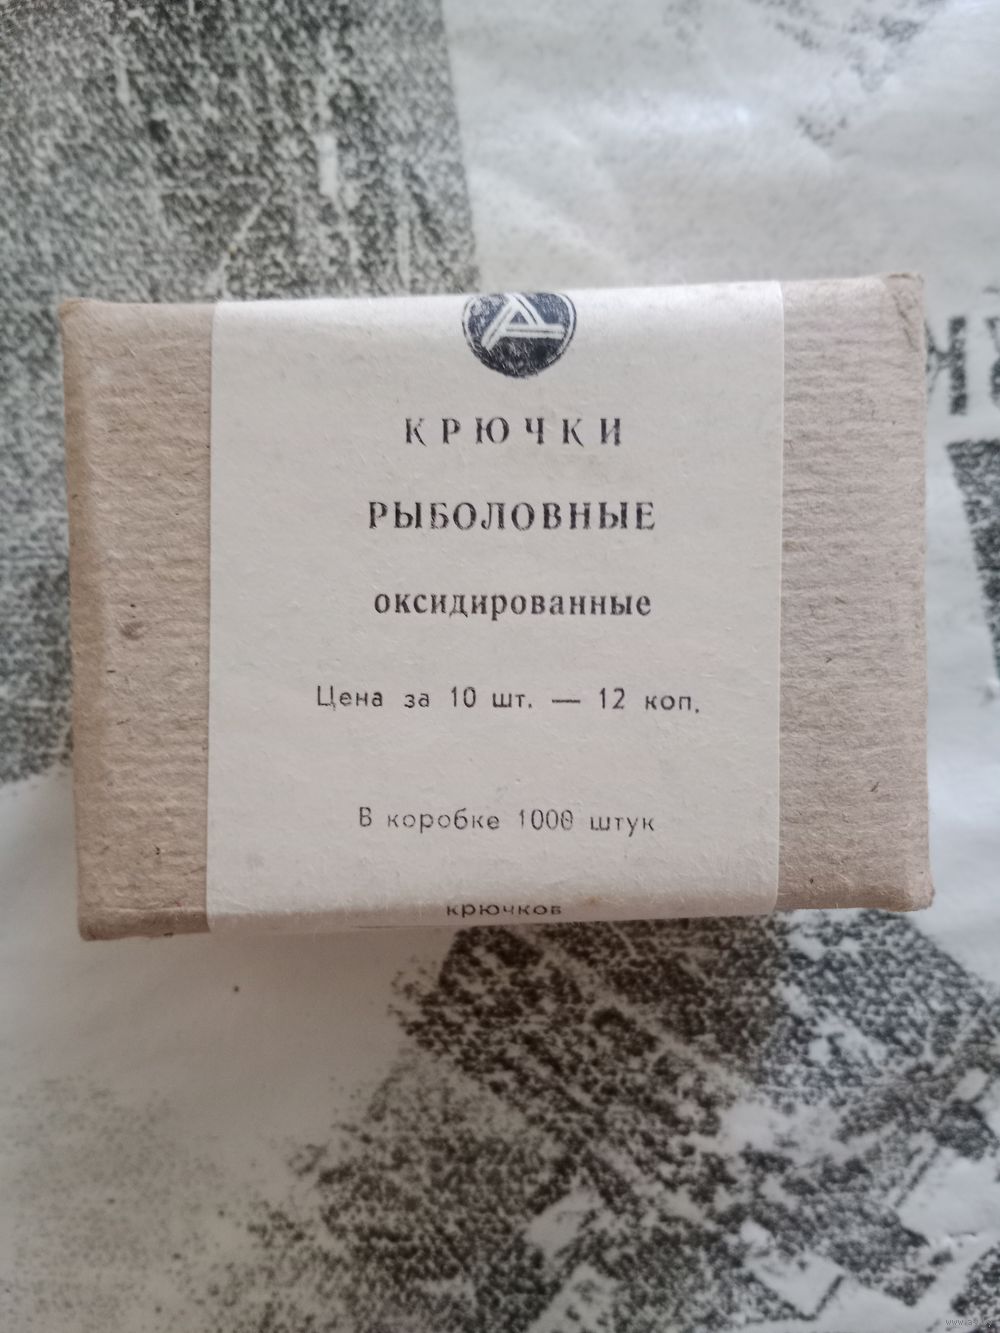 КРЮЧКИ
РЫБОЛОВНЫЕ
оксидированные
Цена за 10 шт. — 12 коп.
В коробке 1000 штук
крючков